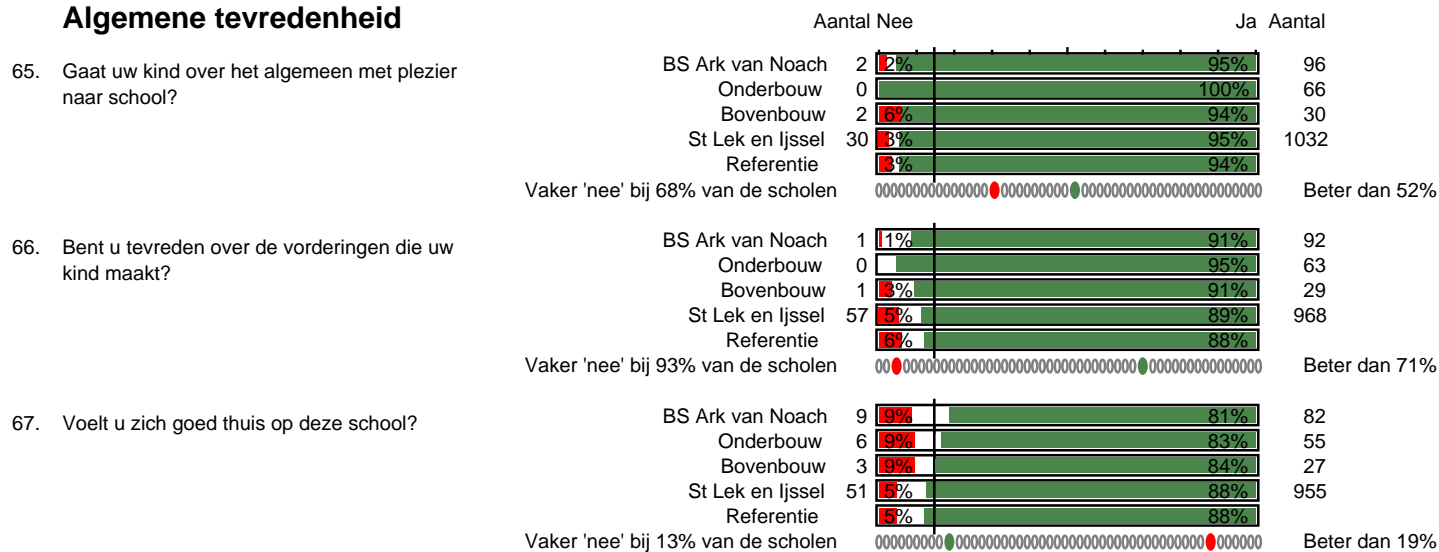 Algemene tevredenheid
Aantal Nee Ja Aantal
65. Gaat uw kind over het algemeen met plezier
naar school?
BS Ark van Noach 2 2% 95% 96
Onderbouw 0 100% 66
Bovenbouw 2 6% 94% 30
St Lek en Ijssel 30 3% 95% 1032
Referentie 3% 94%
Vaker 'nee' bij 68% van de scholen Beter dan 52%
66. Bent u tevreden over de vorderingen die uw
kind maakt?
BS Ark van Noach 1 1% 91% 92
Onderbouw 0 95% 63
Bovenbouw 1 3% 91% 29
St Lek en Ijssel 57 5% 89% 968
Referentie 6% 88%
Vaker 'nee' bij 93% van de scholen Beter dan 71%
67. Voelt u zich goed thuis op deze school?
BS Ark van Noach 9 9% 81% 82
Onderbouw 6 9% 83% 55
Bovenbouw 3 9% 84% 27
St Lek en Ijssel 51 5% 88% 955
Referentie 5% 88%
Vaker 'nee' bij 13% van de scholen Beter dan 19%